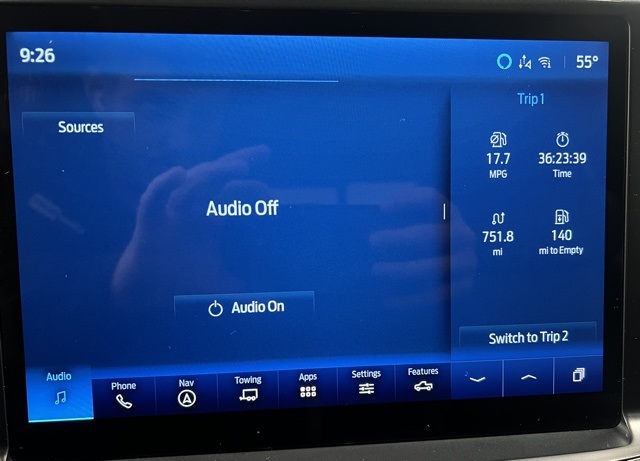 9:26
55°
Sources
Audio Off
Audio On
Trip 1
17.7
MPG
36:23:39
Time
751.8
mi
140
mi to Empty
Switch to Trip 2
Audio
Phone
Nav
Towing
Apps
Settings
Features